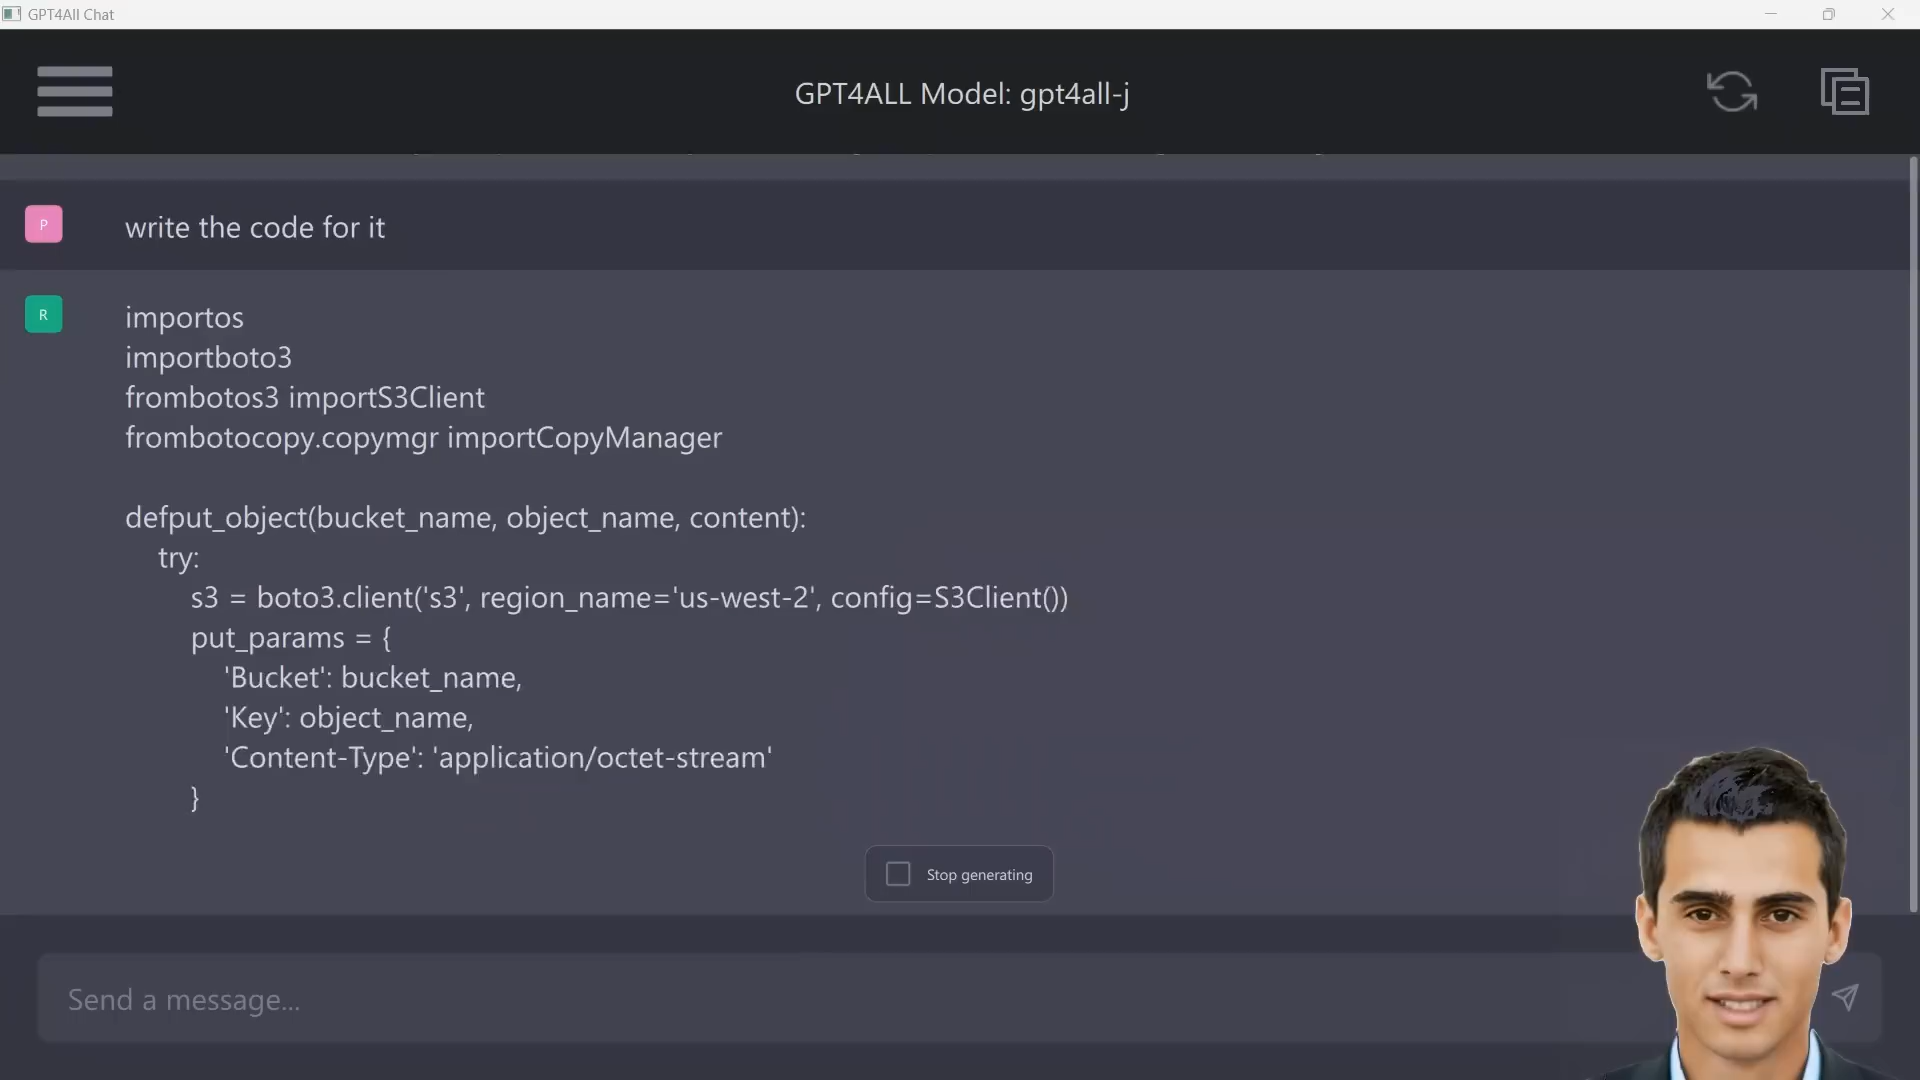 GPT4All Chat
GPT4ALL Model: gpt4all-j
P
write the code for it
R
importos
importboto3
frombotos3 importS3Client
frombotocopy.copymgr importCopyManager
defput_object(bucket_name, object_name, content):
try:
s3 = boto3.client('s3', region_name='us-west-2', config=S3Client())
put_params = {
'Bucket': bucket_name,
'Key': object_name,
'Content-Type': 'application/octet-stream'
}
Stop generating
Send a message...